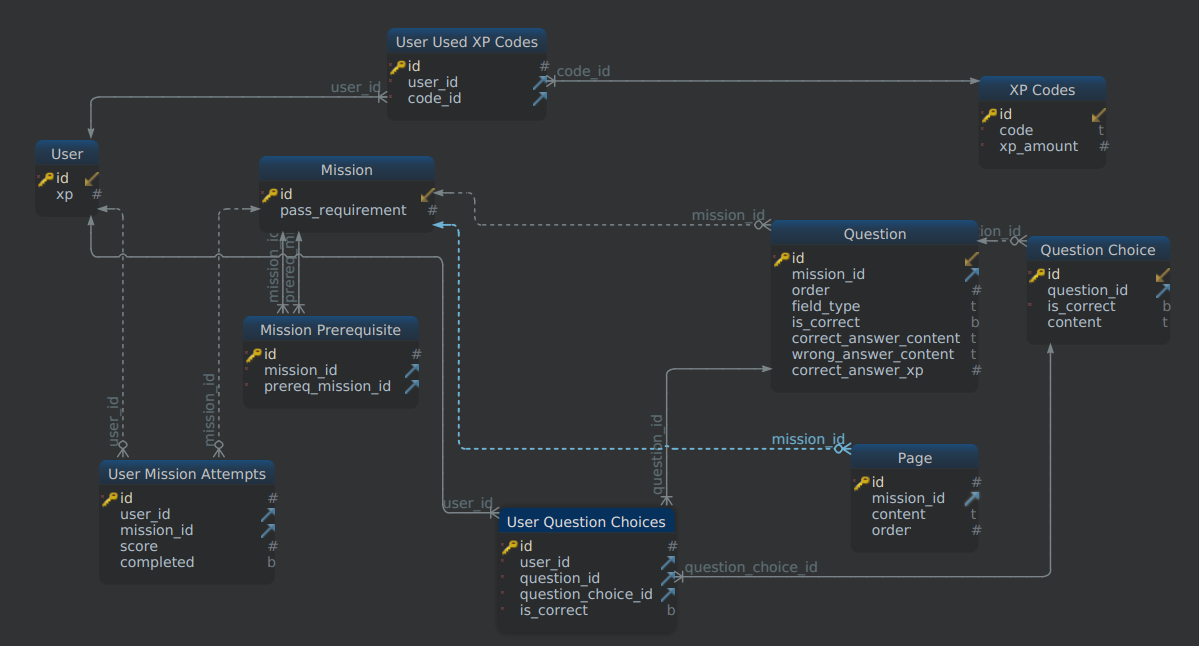 User Used XP Codes
id #
user_id
code_id
user_id
code_id
XP Codes
id
code t
xp_amount #
User
id
xp #
Mission
id
pass_requirement #
mission_id
Question
id
mission_id
order #
field_type t
is_correct b
correct_answer_content t
wrong_answer_content t
correct_answer_xp #
ion_id
Question Choice
id
question_id
is_correct b
content t
mission_id
prereq_mi
Mission Prerequisite
id #
mission_id
prereq_mission_id
user_id
mission_id
User Mission Attempts
id #
user_id
mission_id
score #
completed b
mission_id
Page
id #
mission_id
content t
order #
question_id
user_id
User Question Choices
id #
user_id
question_id
question_choice_id
is_correct b
question_choice_id